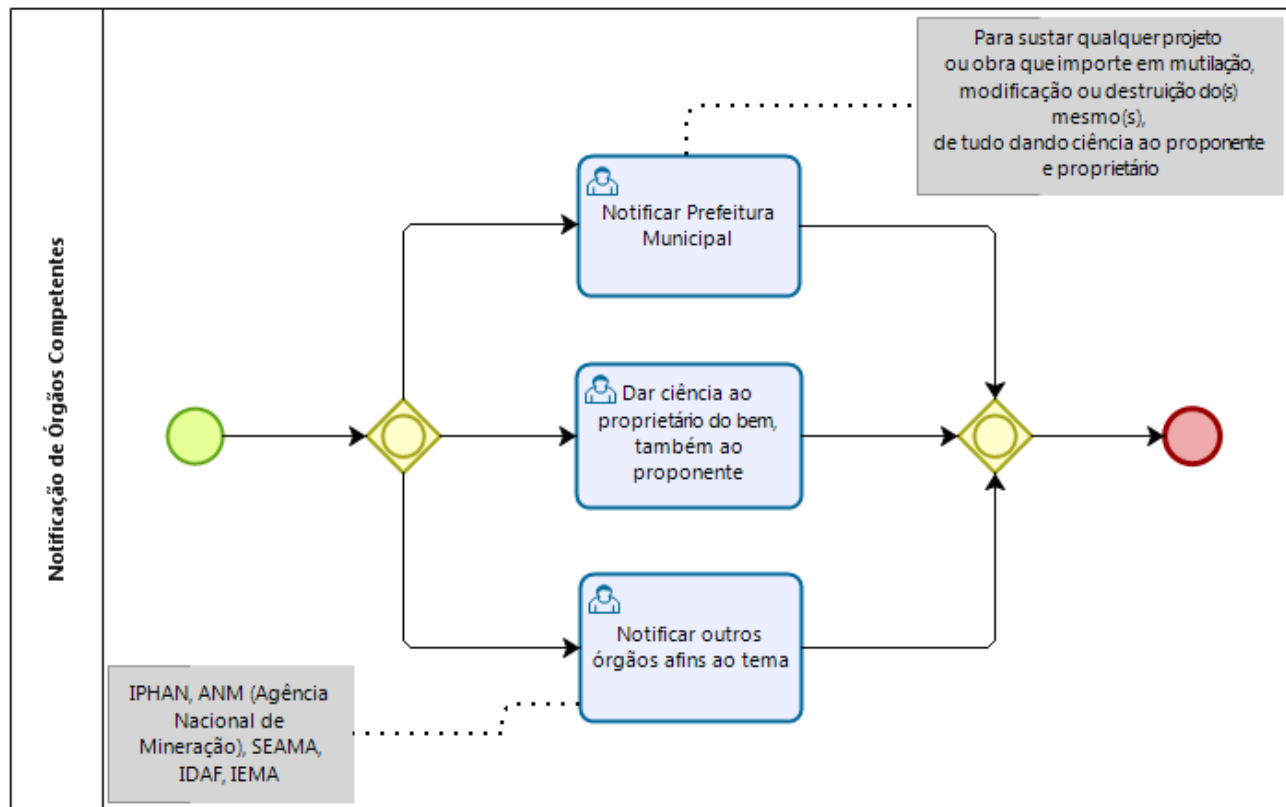 Notificação de Órgãos Competentes
Para sustar qualquer projeto
ou obra que importe em mutilação,
modificação ou destruição do(s)
mesmo(s),
de tudo dando ciência ao proponente
e proprietário
Notificar Prefeitura
Municipal
Dar ciência ao
proprietário do bem,
também ao
proponente
Notificar outros
órgãos afins ao tema
IPHAN, ANM (Agência
Nacional de
Mineração), SEAMA,
IDAF, IEMA